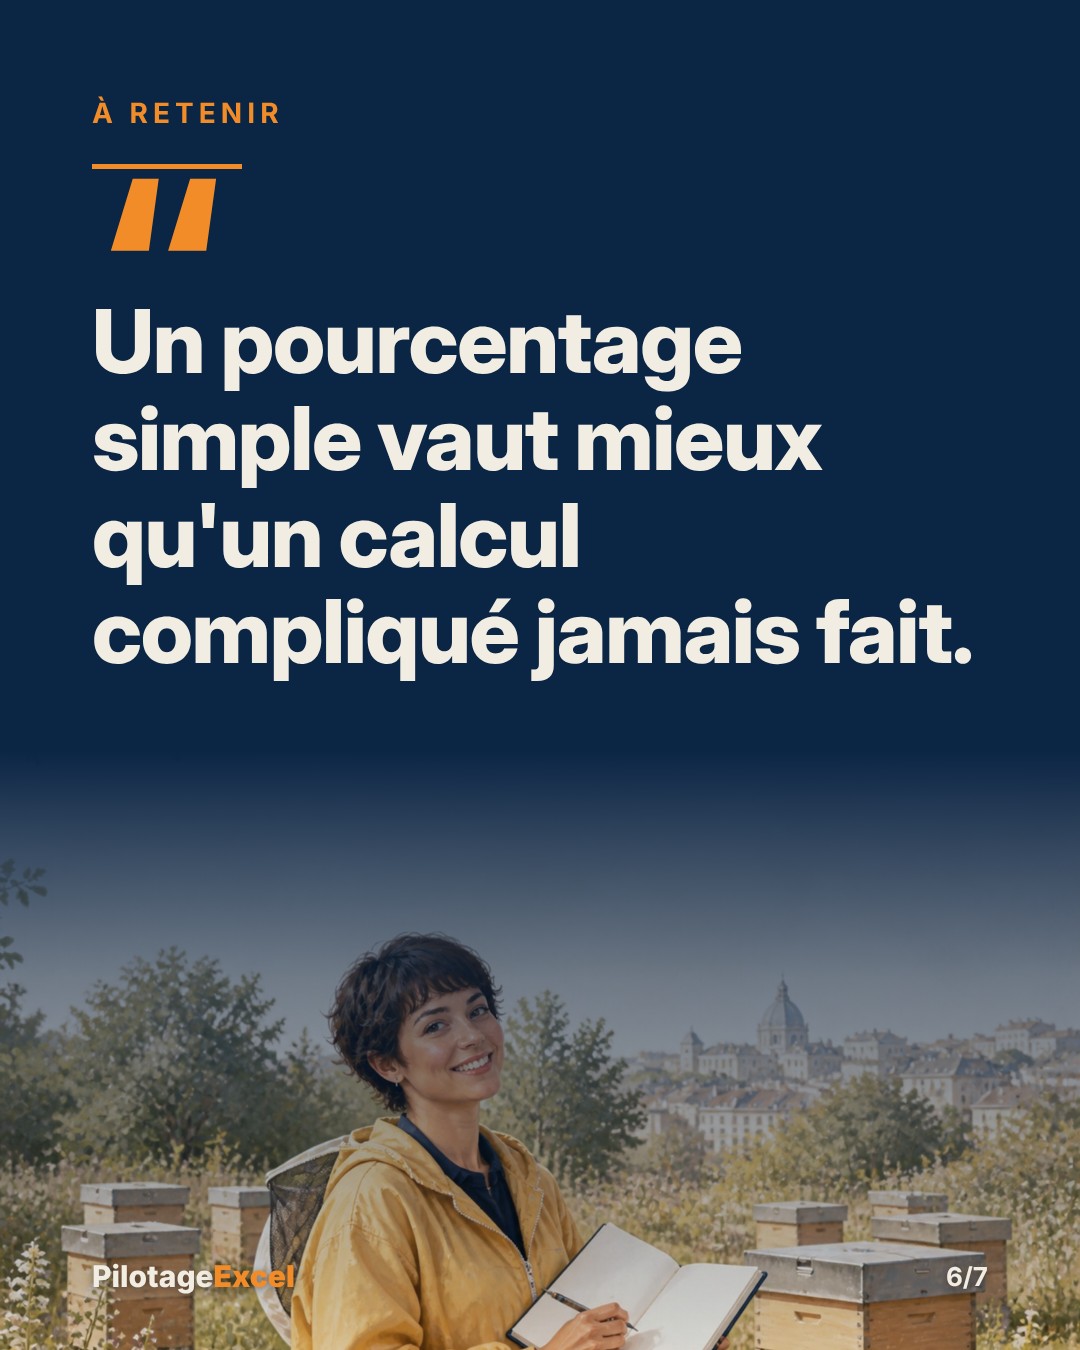 À RETENIR
"
Un pourcentage
simple vaut mieux
qu'un calcul
compliqué jamais fait.
PilotageExcel
6/7